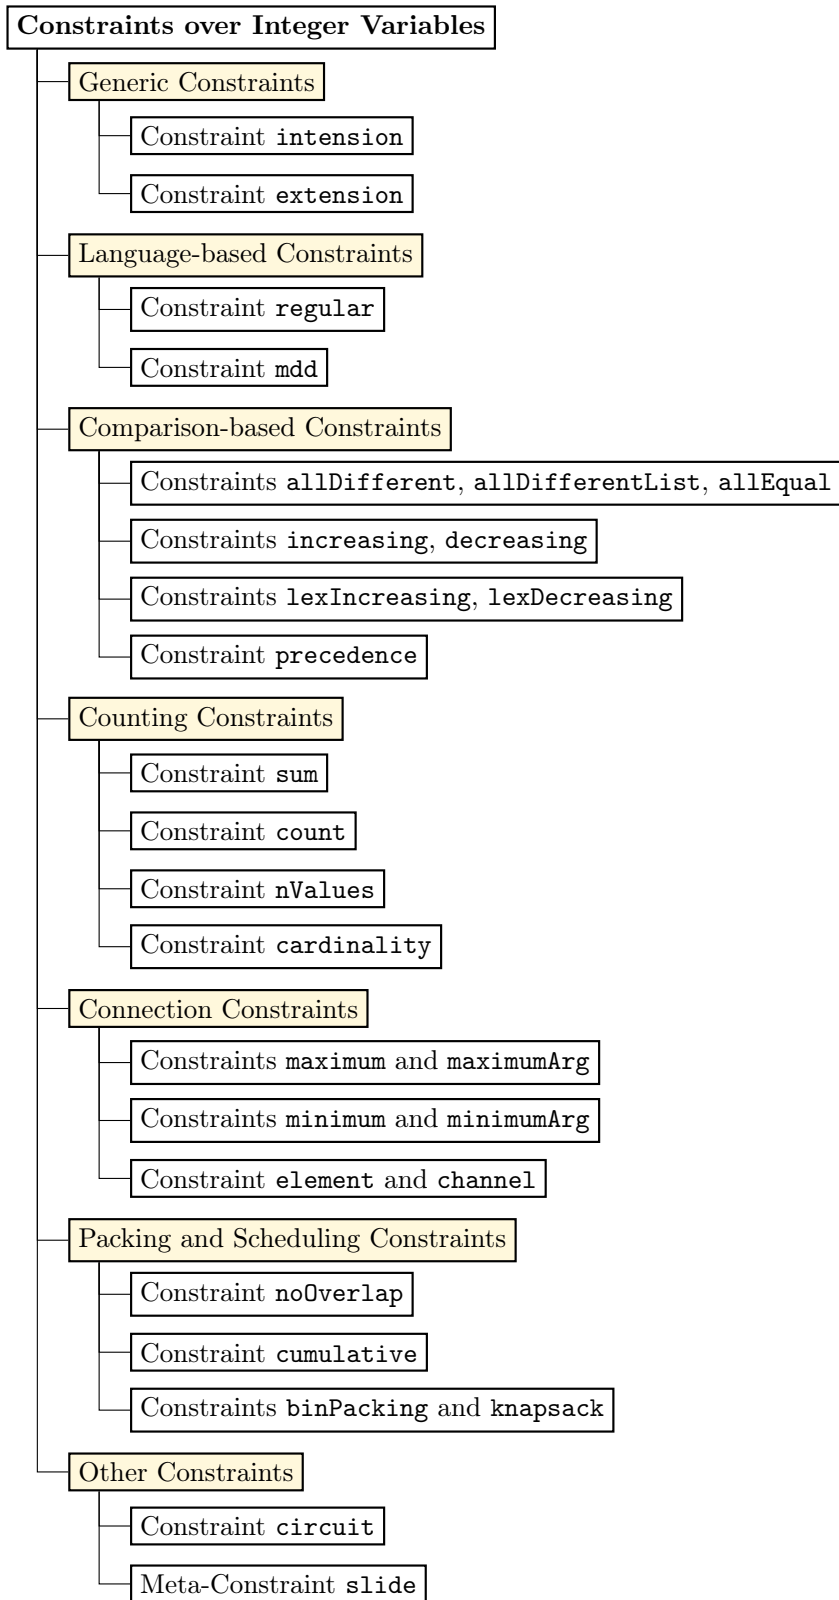 Constraints over Integer Variables
Generic Constraints
Constraint intension
Constraint extension
Language-based Constraints
Constraint regular
Constraint mdd
Comparison-based Constraints
Constraints allDifferent, allDifferentList, allEqual
Constraints increasing, decreasing
Constraints lexIncreasing, lexDecreasing
Constraint precedence
Counting Constraints
Constraint sum
Constraint count
Constraint nValues
Constraint cardinality
Connection Constraints
Constraints maximum and maximumArg
Constraints minimum and minimumArg
Constraint element and channel
Packing and Scheduling Constraints
Constraint noOverlap
Constraint cumulative
Constraints binPacking and knapsack
Other Constraints
Constraint circuit
Meta-Constraint slide